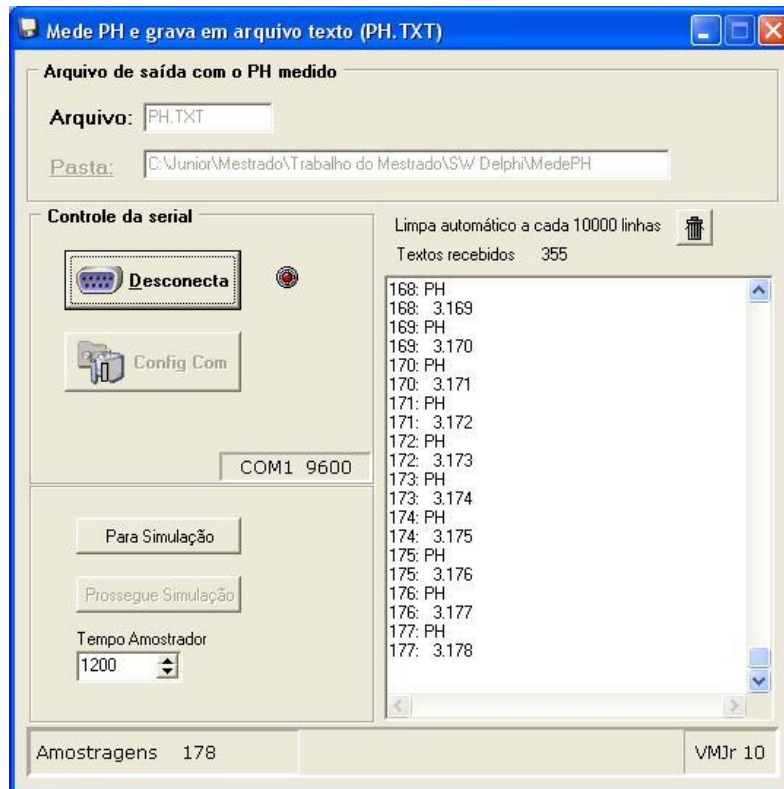 Mede PH e grava em arquivo texto (PH.TXT)
Arquivo de saída com o PH medido
Arquivo: PH.TXT
Pasta: C:\Junior\Mestrado\Trabalho do Mestrado\SW Delphi\MedePH
Controle da serial
Desconecta
Config Com
COM1 9600
Para Simulação
Prossegue Simulação
Tempo Amostrador
1200
Limpa automático a cada 10000 linhas
Textos recebidos 355
168: PH
168: 3.169
169: PH
169: 3.170
170: PH
170: 3.171
171: PH
171: 3.172
172: PH
172: 3.173
173: PH
173: 3.174
174: PH
174: 3.175
175: PH
175: 3.176
176: PH
176: 3.177
177: PH
177: 3.178
Amostragens 178
VMJr 10